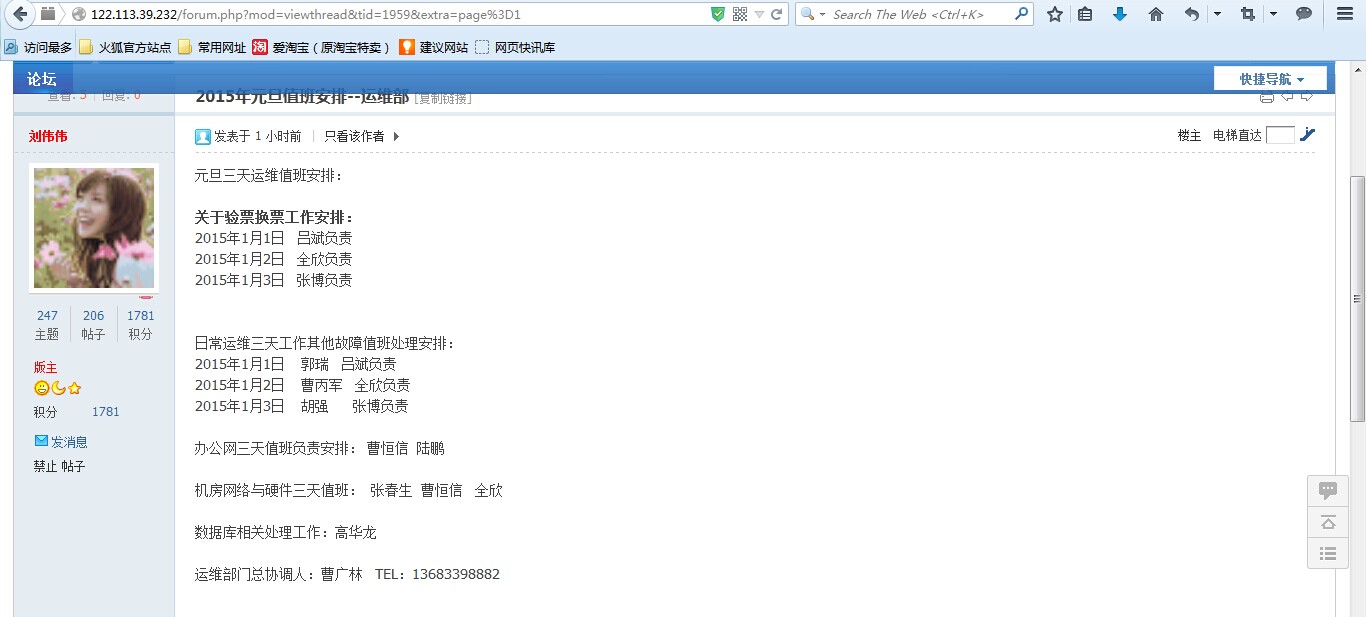 122.113.39.232/forum.php?mod=viewthread&tid=1959&extra=page%3D1
Search The Web <Ctrl+K>
访问最多 火狐官方站点 常用网址 爱淘宝（原淘宝特卖） 建议网站 网页快讯库
论坛 快捷导航
查看: 5 回复: 0
2015年元旦值班安排--运维部 [复制链接]
刘伟伟
发表于 1 小时前 只看该作者 楼主 电梯直达
元旦三天运维值班安排：
关于验票换票工作安排：
2015年1月1日 吕斌负责
2015年1月2日 全欣负责
2015年1月3日 张博负责
247 206 1781
主题 帖子 积分
日常运维三天工作其他故障值班处理安排：
2015年1月1日 郭瑞 吕斌负责
2015年1月2日 曹丙军 全欣负责
2015年1月3日 胡强 张博负责
版主
积分 1781
发消息
禁止 帖子
办公网三天值班负责安排： 曹恒信 陆鹏
机房网络与硬件三天值班： 张春生 曹恒信 全欣
数据库相关处理工作：高华龙
运维部门总协调人：曹广林 TEL：13683398882